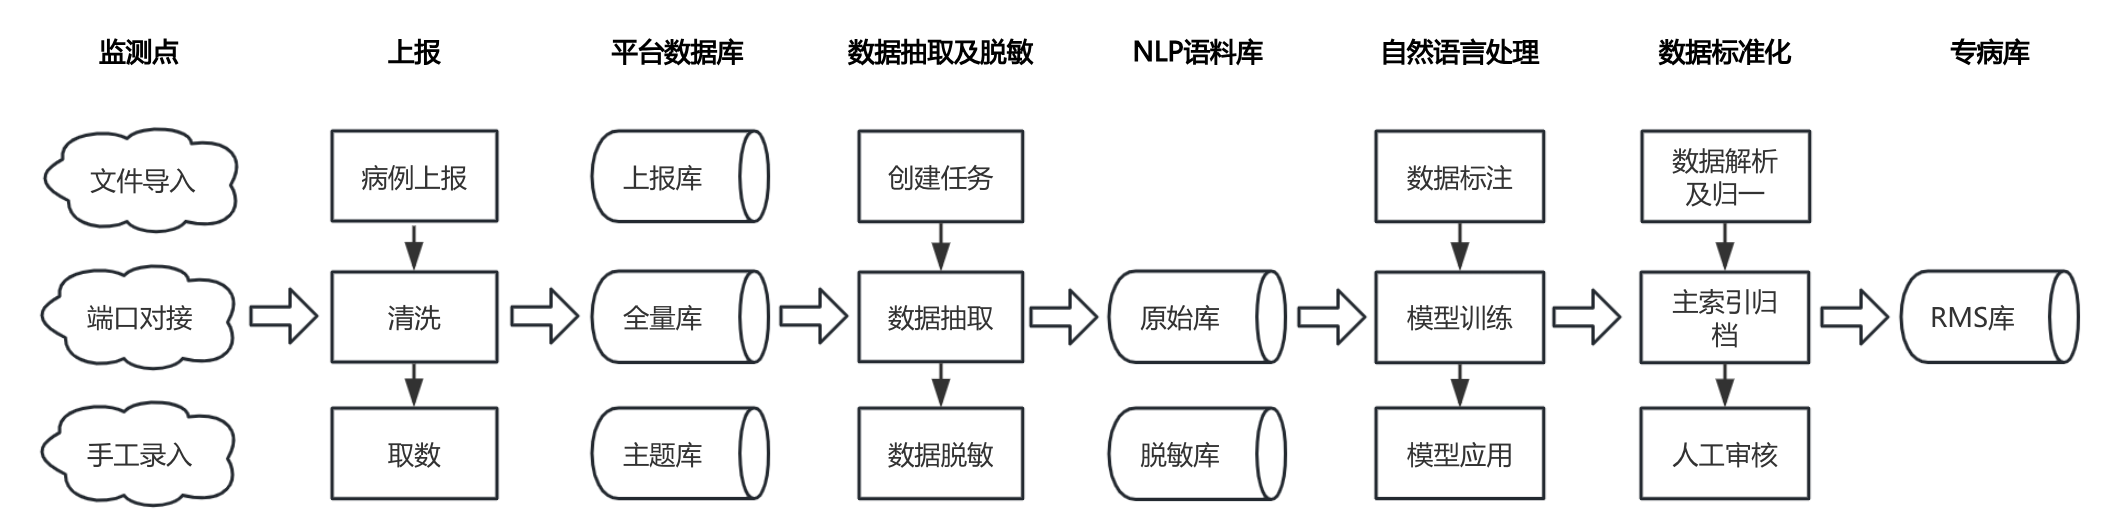 监测点
上报
平台数据库
数据抽取及脱敏
NLP语料库
自然语言处理
数据标准化
专病库
文件导入
病例上报
上报库
创建任务
数据标注
数据解析
及归一
端口对接
清洗
全量库
数据抽取
原始库
模型训练
主索引归
档
RMS库
手工录入
取数
主题库
数据脱敏
脱敏库
模型应用
人工审核